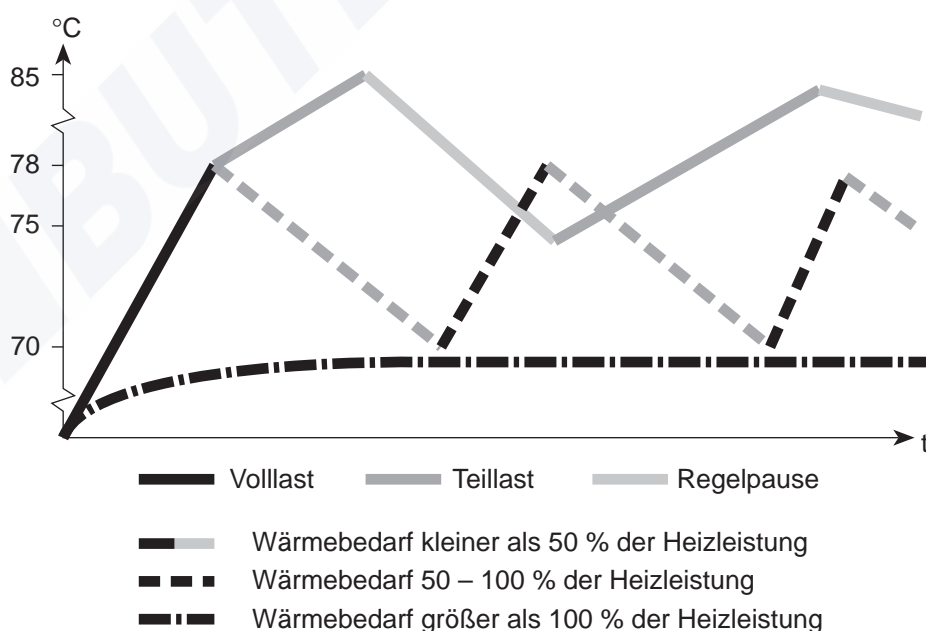 °C
85
78
75
70
t
Volllast Teillast Regelpause
Wärmebedarf kleiner als 50 % der Heizleistung
Wärmebedarf 50 – 100 % der Heizleistung
Wärmebedarf größer als 100 % der Heizleistung